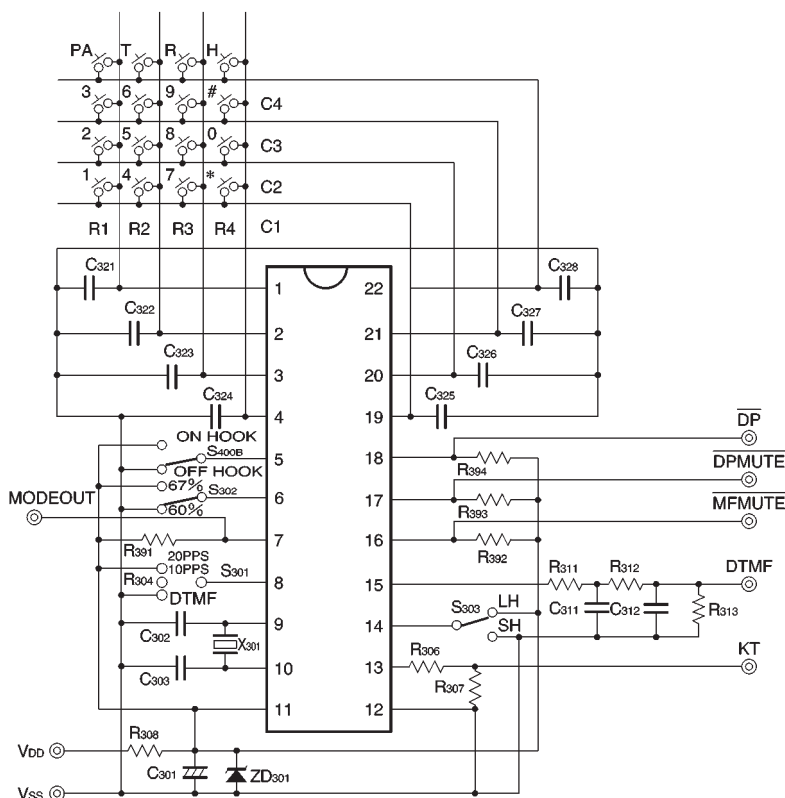 PA T R H
3 6 9 # C4
2 5 8 0 C3
1 4 7 * C2
R1 R2 R3 R4 C1
C321 C328
1 22
C322 C327
2 21
C323 C326
3 20
C324 C325
4 19
ON HOOK DP
S400B
5 18
OFF HOOK R394 DPMUTE
67% S302
6 17
60% R393 MFMUTE
MODEOUT
7 16
R391 R392
20PPS R311 R312 DTMF
10PPS S301
R304 8 15
DTMF S303 LH C311 C312 R313
9 14
C302 X301 SH
R306 KT
10 13
C303 R307
11 12
R308
VDD
C301 ZD301
VSS